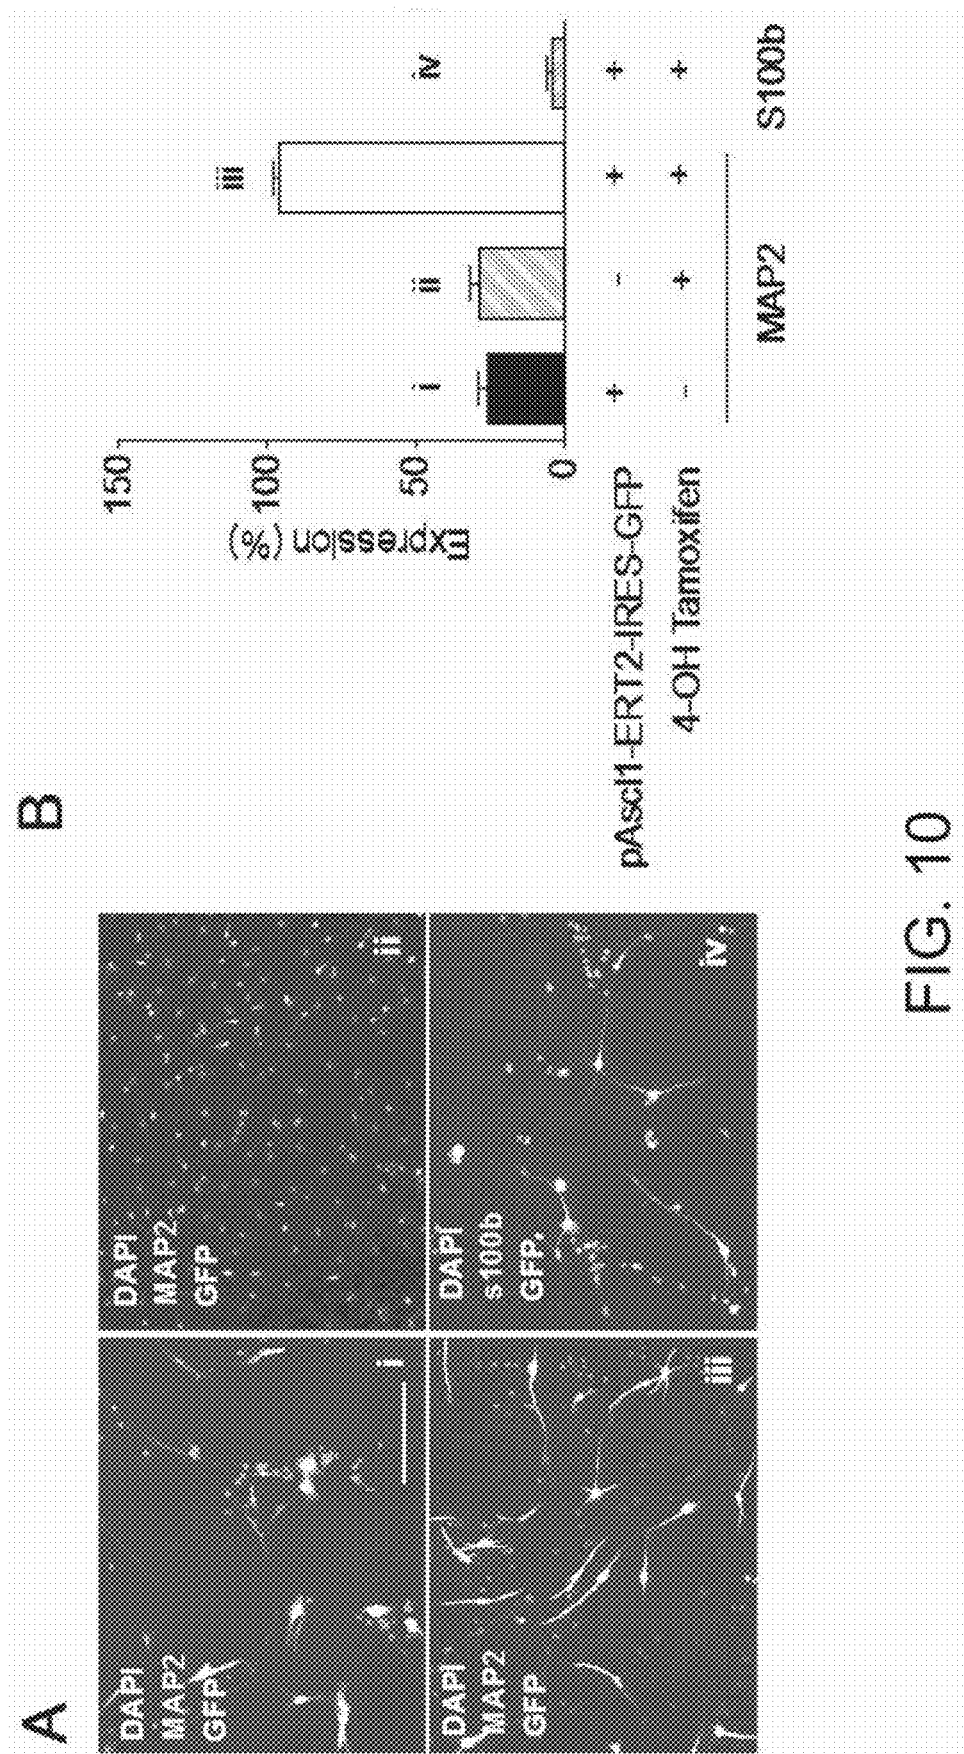 A
DAPI
MAP2
GFP
i
DAPI
MAP2
GFP
ii
DAPI
MAP2
GFP
iii
DAPI
s100b
GFP
iv
B
Expression (%)
150
100
50
0
i
ii
iii
iv
pAscl1-ERT2-IRES-GFP + - + +
4-OH Tamoxifen - + + +
MAP2
S100b
FIG. 10